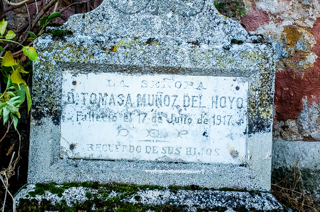 LA SEÑORA
D. TOMASA MUÑOZ DEL HOYO
Falleció el 17 de Julio de 1917.
D E P
RECUERDO DE SUS HIJOS